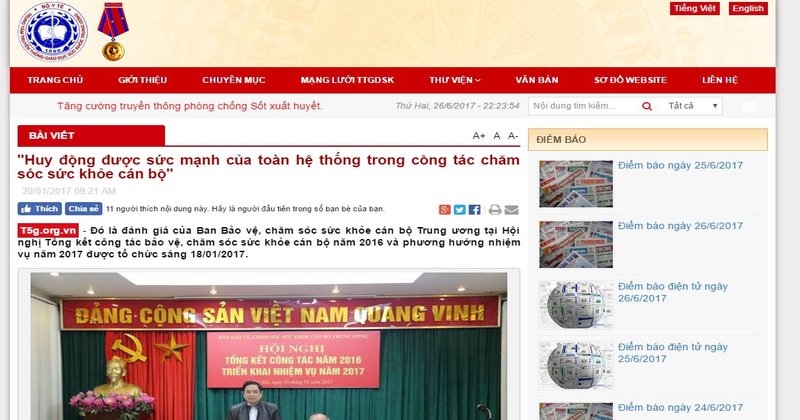 BỘ Y TẾ
Tiếng Việt English
TRANG CHỦ GIỚI THIỆU CHUYÊN MỤC MẠNG LƯỚI TTGDSK THƯ VIỆN VĂN BẢN SƠ ĐỒ WEBSITE LIÊN HỆ
Tăng cường truyền thông phòng chống Sốt xuất huyết. Thứ Hai, 26/6/2017 - 22:23:54 Nội dung tìm kiếm... Tất cả
BÀI VIẾT A+ A A-
"Huy động được sức mạnh của toàn hệ thống trong công tác chăm
sóc sức khỏe cán bộ"
20/01/2017 09:21 AM
Thích Chia sẻ 11 người thích nội dung này. Hãy là người đầu tiên trong số bạn bè của bạn.
T5g.org.vn - Đó là đánh giá của Ban Bảo vệ, chăm sóc sức khỏe cán bộ Trung ương tại Hội
nghị Tổng kết công tác bảo vệ, chăm sóc sức khỏe cán bộ năm 2016 và phương hướng nhiệm
vụ năm 2017 được tổ chức sáng 18/01/2017.
ĐẢNG CỘNG SẢN VIỆT NAM QUANG VINH
BAN BẢO VỆ, CHĂM SÓC SỨC KHỎE CÁN BỘ TRUNG ƯƠNG
HỘI NGHỊ
TỔNG KẾT CÔNG TÁC NĂM 2016
TRIỂN KHAI NHIỆM VỤ NĂM 2017
Hà Nội, ngày 18 tháng 01 năm 2017
ĐIỂM BÁO
Điểm báo ngày 25/6/2017
Điểm báo ngày 26/6/2017
Điểm báo điện tử ngày
26/6/2017
Điểm báo điện tử ngày
25/6/2017
Điểm báo ngày 24/6/2017